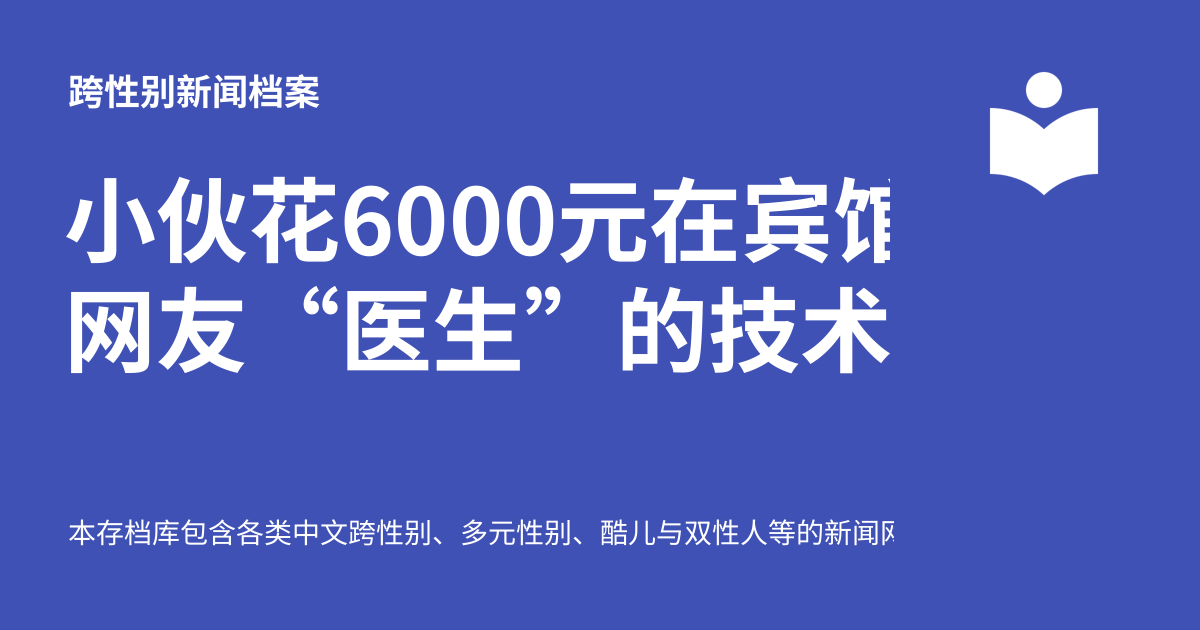 跨性别新闻档案
小伙花6000元在宾馆
网友“医生”的技术
本存档库包含各类中文跨性别、多元性别、酷儿与双性人等的新闻网